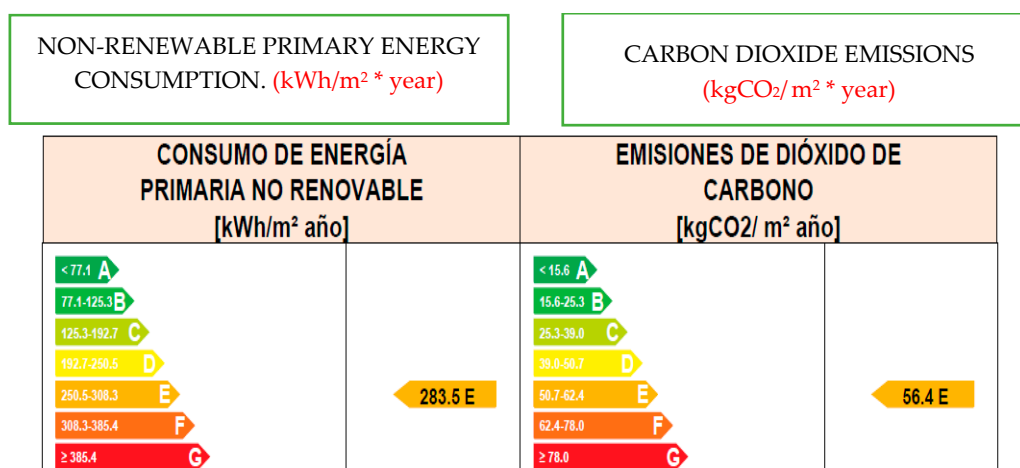 NON-RENEWABLE PRIMARY ENERGY
CONSUMPTION. (kWh/m² * year)
CARBON DIOXIDE EMISSIONS
(kgCO₂/ m² * year)
CONSUMO DE ENERGÍA
PRIMARIA NO RENOVABLE
[kWh/m² año]
EMISIONES DE DIÓXIDO DE
CARBONO
[kgCO2/ m² año]
< 77.1 A
77.1-125.3 B
125.3-192.7 C
192.7-250.5 D
250.5-308.3 E
308.3-385.4 F
≥ 385.4 G
283.5 E
< 15.6 A
15.6-25.3 B
25.3-39.0 C
39.0-50.7 D
50.7-62.4 E
62.4-78.0 F
≥ 78.0 G
56.4 E